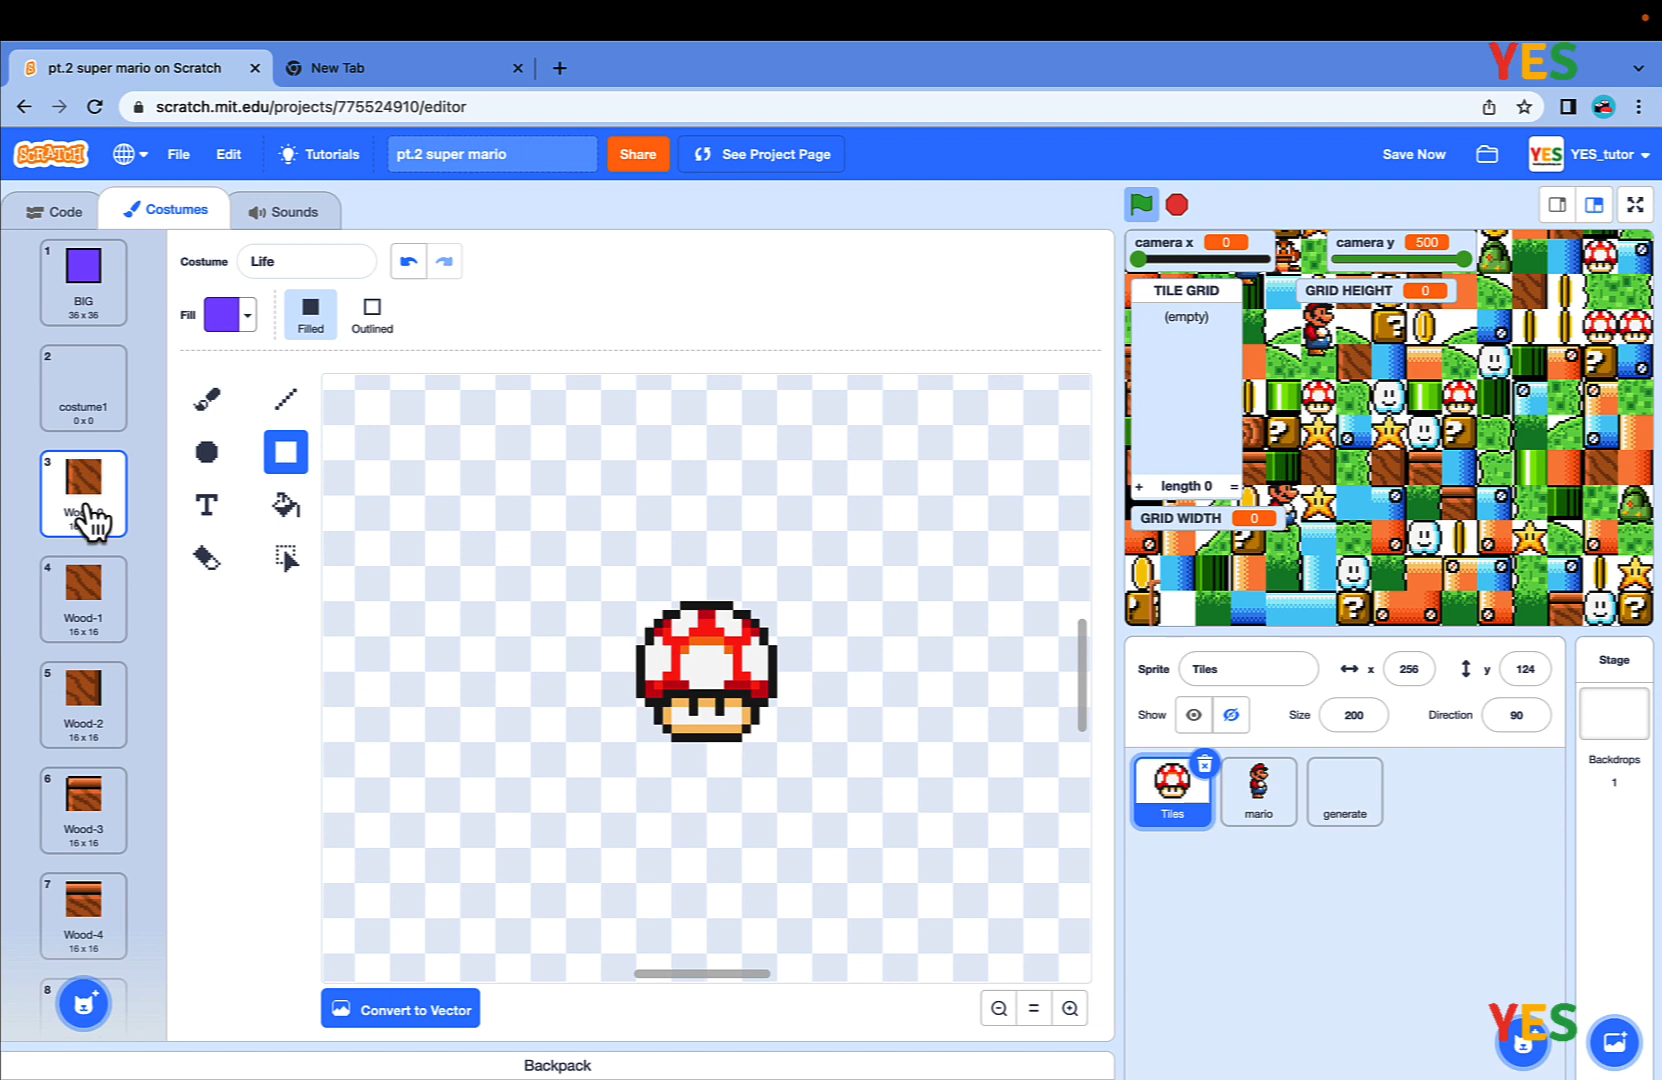 YES
pt.2 super mario on Scratch
New Tab
scratch.mit.edu/projects/775524910/editor
SCRATCH
File
Edit
Tutorials
pt.2 super mario
Share
See Project Page
Save Now
YES
YES_tutor
Code
Costumes
Sounds
1
BIG
36 x 36
2
costume1
0 x 0
3
4
Wood-1
16 x 16
5
Wood-2
16 x 16
6
Wood-3
16 x 16
7
Wood-4
16 x 16
8
Costume
Life
Fill
Filled
Outlined
T
Convert to Vector
=
Backpack
camera x 0
camera y 500
TILE GRID
(empty)
+ length 0 =
GRID HEIGHT 0
GRID WIDTH 0
Sprite
Tiles
x
256
y
124
Show
Size
200
Direction
90
Tiles
mario
generate
Stage
Backdrops
1
YES